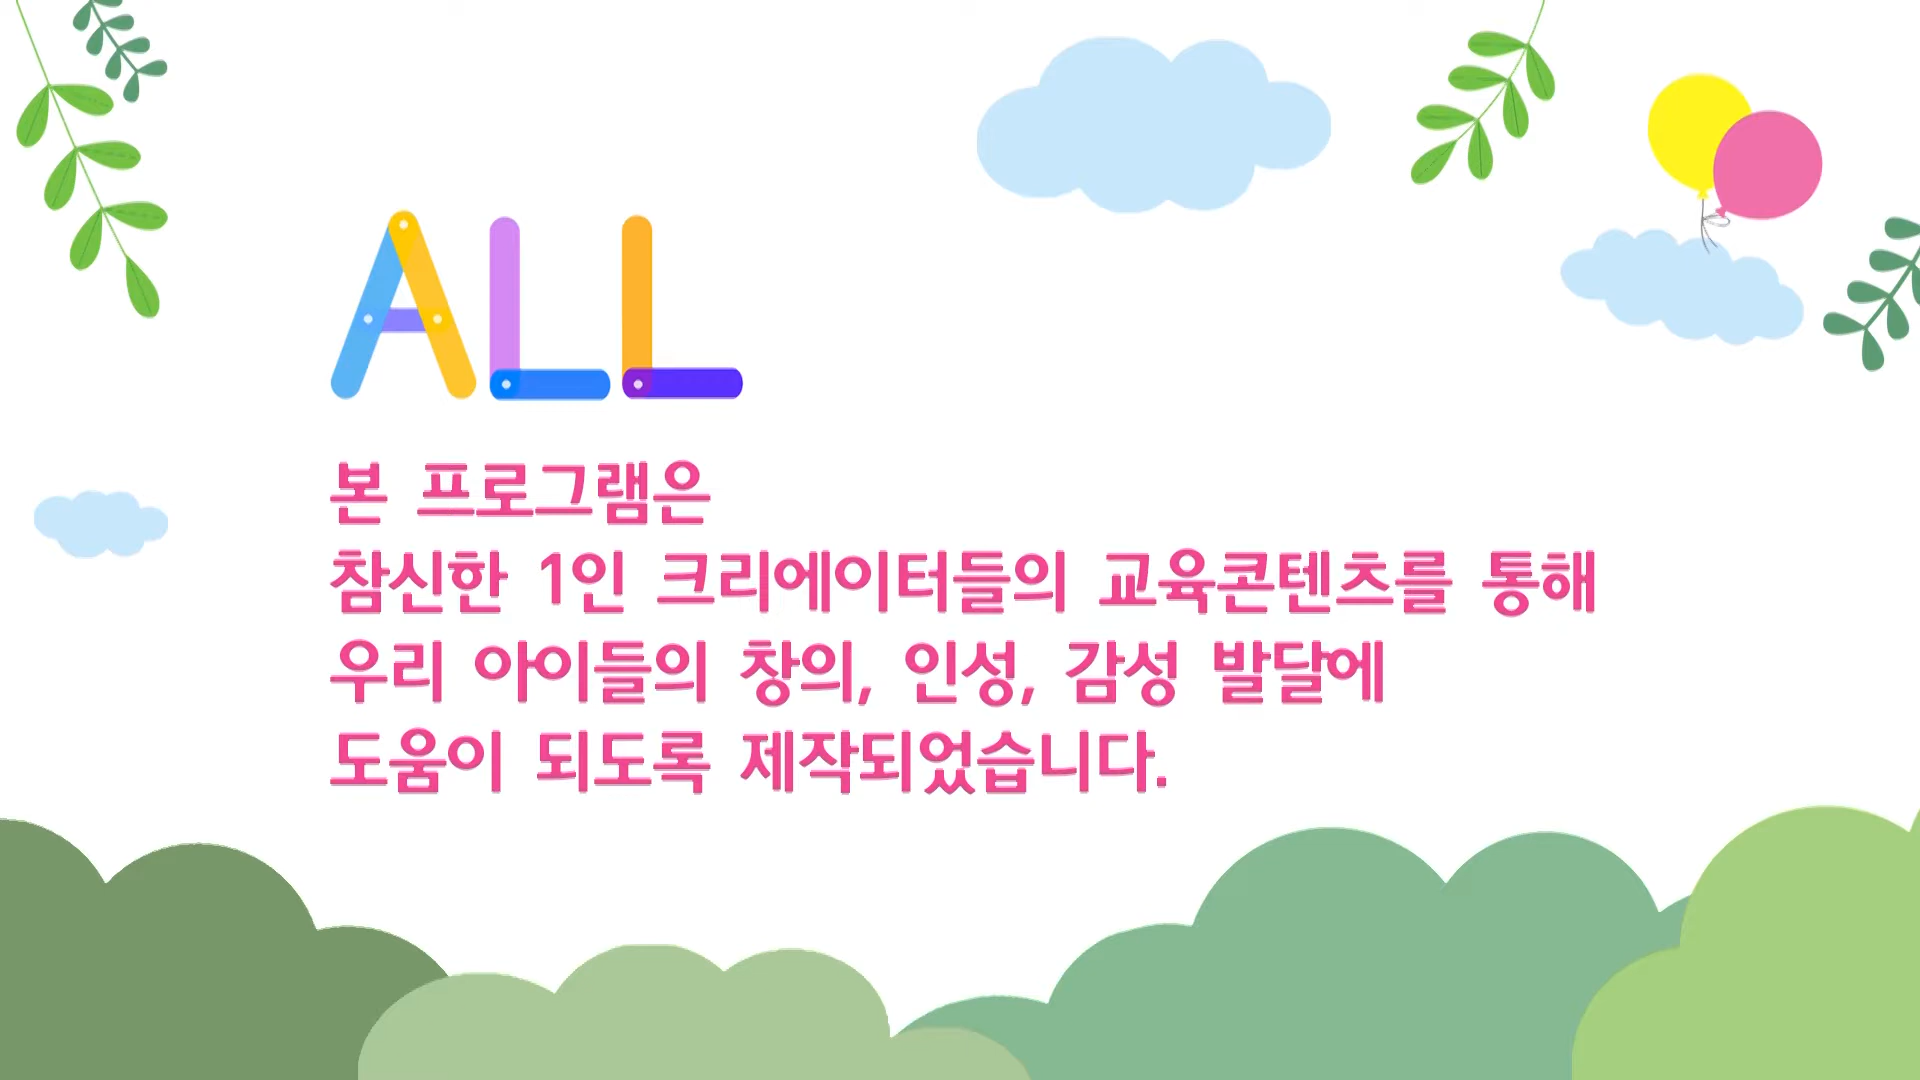 ALL
본 프로그램은
참신한 1인 크리에이터들의 교육콘텐츠를 통해
우리 아이들의 창의, 인성, 감성 발달에
도움이 되도록 제작되었습니다.